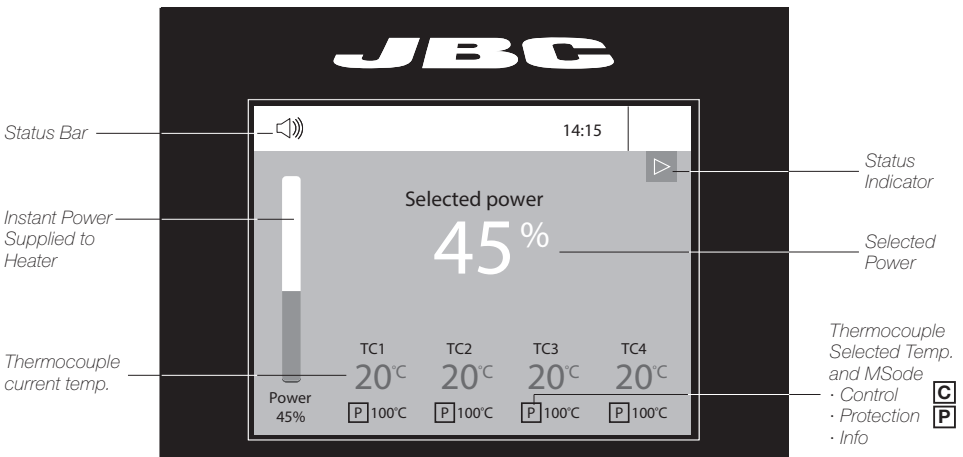 JBC
Status Bar
14:15
Status
Indicator
Instant Power
Supplied to
Heater
Selected power
45%
Selected
Power
Thermocouple
current temp.
TC1 TC2 TC3 TC4
20°C 20°C 20°C 20°C
Power
45%
P 100°C P 100°C P 100°C P 100°C
Thermocouple
Selected Temp.
and MSode
· Control C
· Protection P
· Info